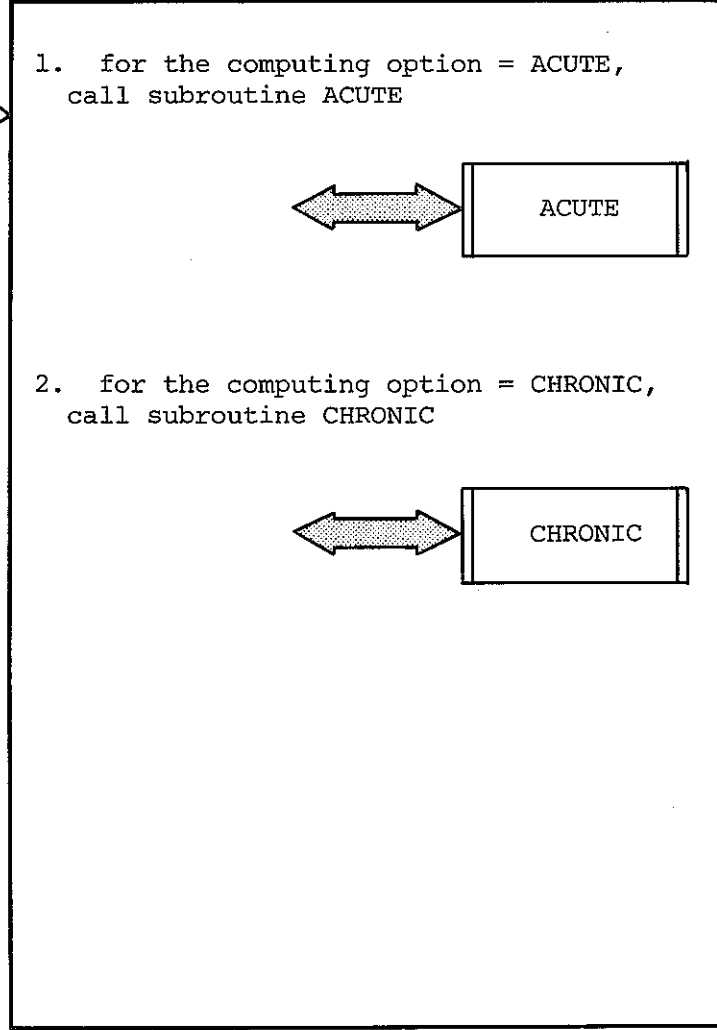 1. for the computing option = ACUTE,
call subroutine ACUTE
ACUTE
2. for the computing option = CHRONIC,
call subroutine CHRONIC
CHRONIC